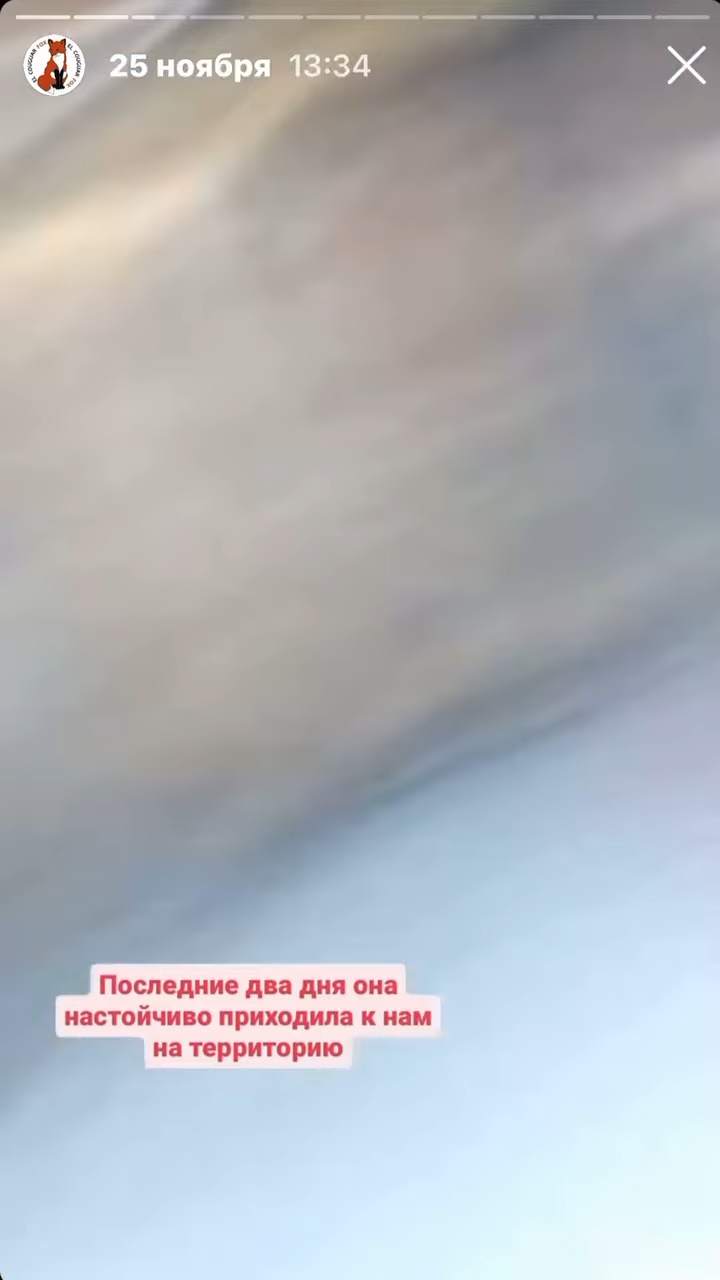 25 ноября 13:34
Последние два дня она
настойчиво приходила к нам
на территорию